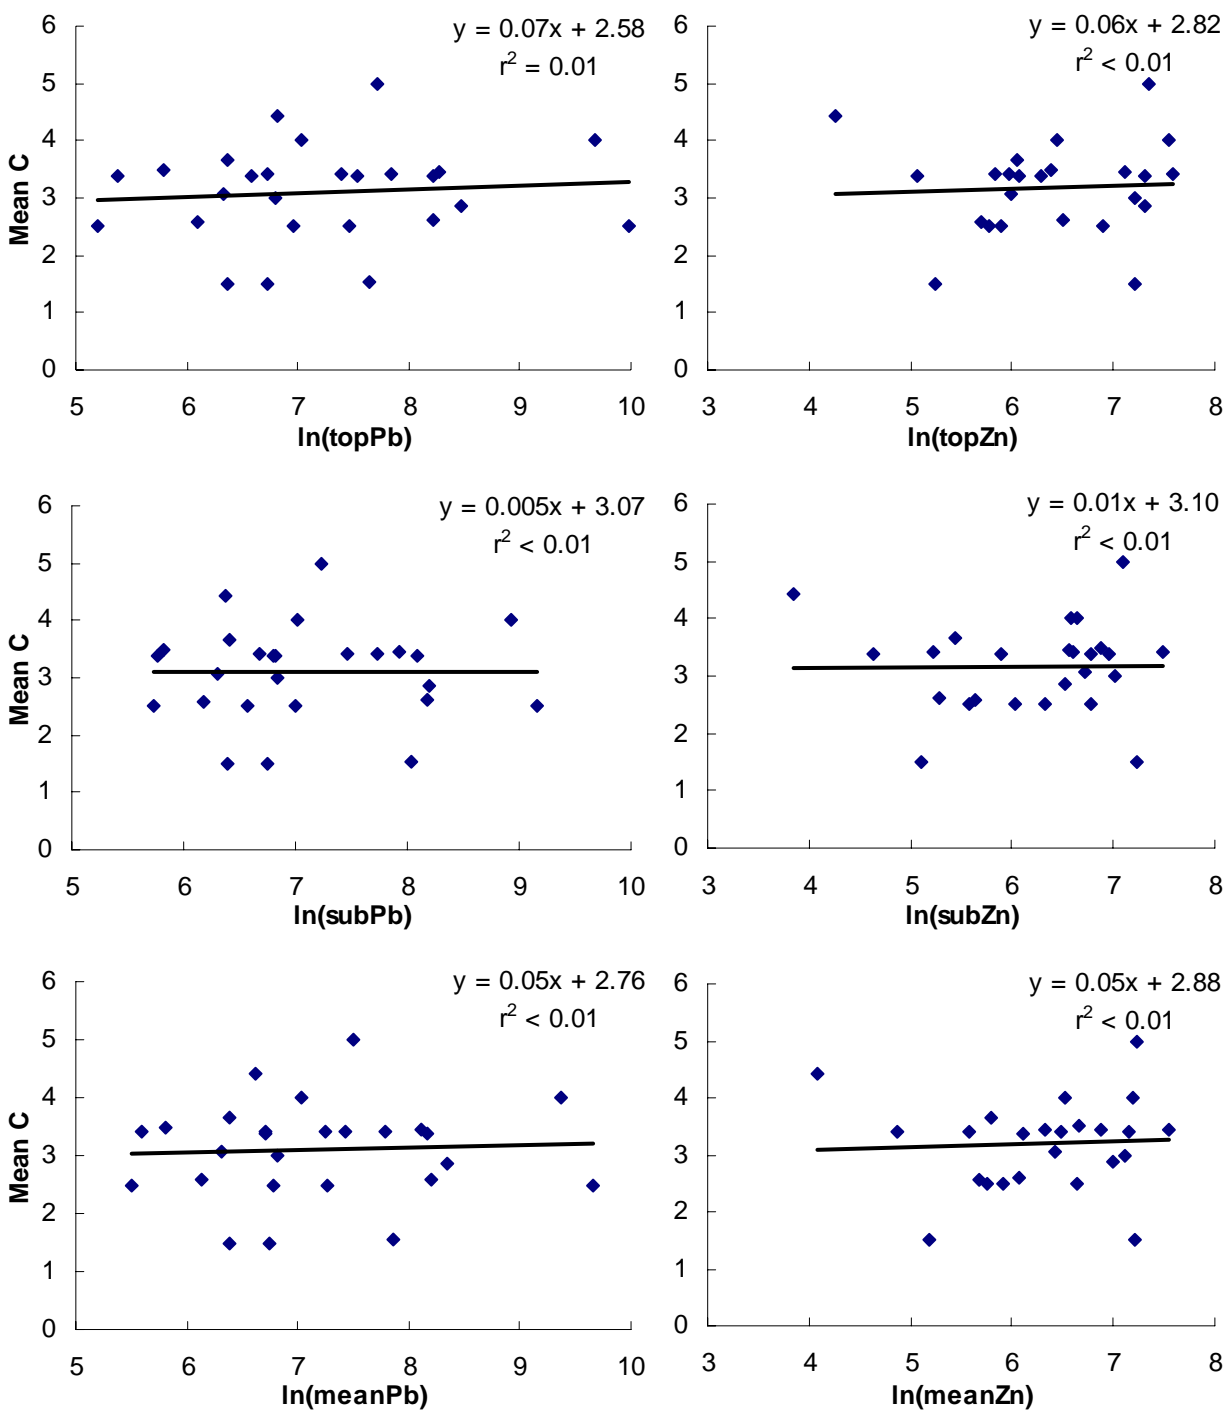 y = 0.07x + 2.58
r² = 0.01
6
5
4
3
2
1
0
Mean C
5 6 7 8 9 10
ln(topPb)
y = 0.06x + 2.82
r² < 0.01
6
5
4
3
2
1
0
3 4 5 6 7 8
ln(topZn)
y = 0.005x + 3.07
r² < 0.01
6
5
4
3
2
1
0
Mean C
5 6 7 8 9 10
ln(subPb)
y = 0.01x + 3.10
r² < 0.01
6
5
4
3
2
1
0
3 4 5 6 7 8
ln(subZn)
y = 0.05x + 2.76
r² < 0.01
6
5
4
3
2
1
0
Mean C
5 6 7 8 9 10
ln(meanPb)
y = 0.05x + 2.88
r² < 0.01
6
5
4
3
2
1
0
3 4 5 6 7 8
ln(meanZn)